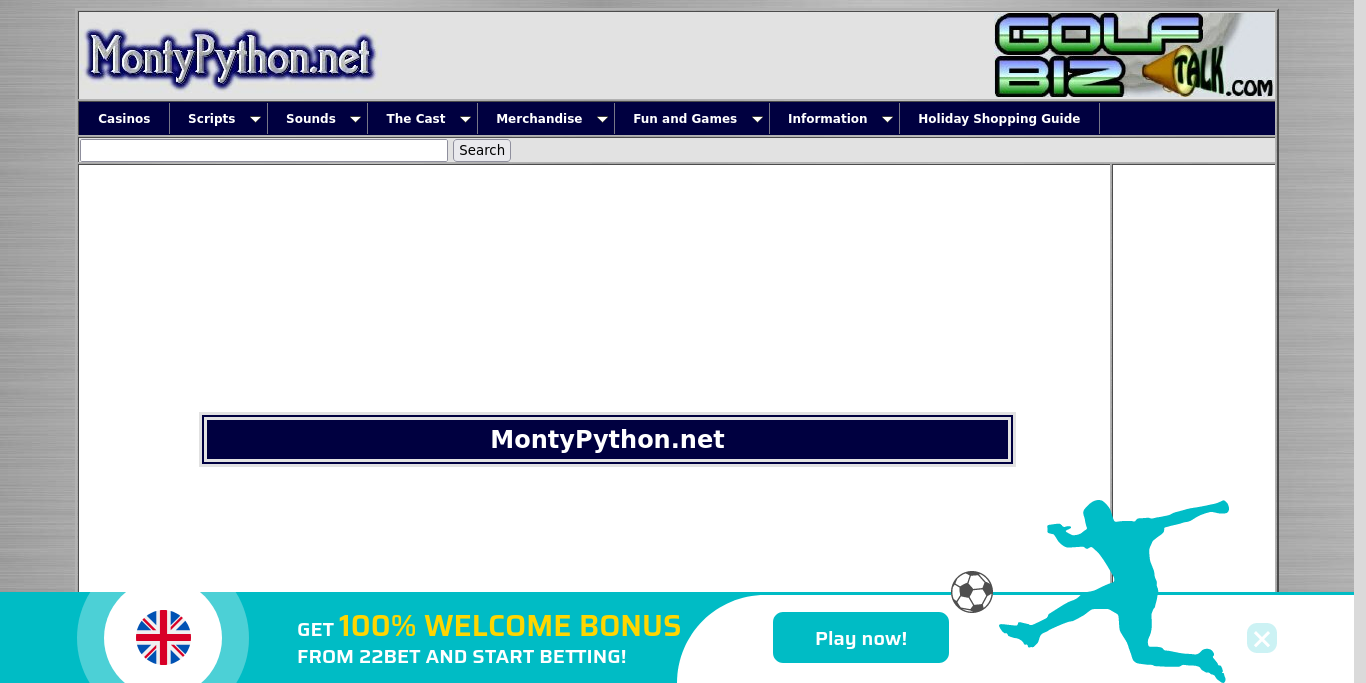 MontyPython.net
GOLF
BIZ TALK.COM
Casinos Scripts Sounds The Cast Merchandise Fun and Games Information Holiday Shopping Guide
Search
MontyPython.net
GET 100% WELCOME BONUS
FROM 22BET AND START BETTING!
Play now!